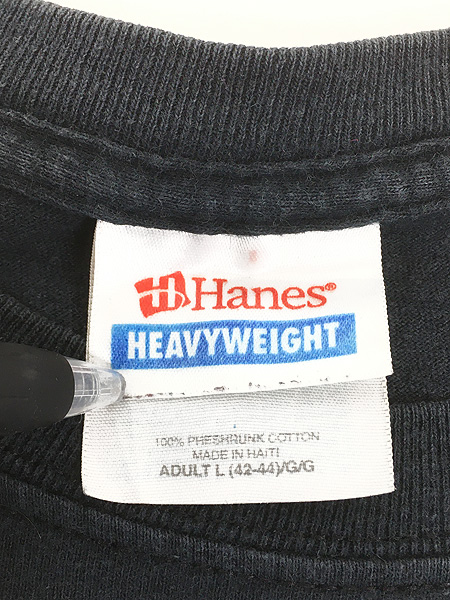 Hanes®
HEAVYWEIGHT
100% PRESHRUNK COTTON
MADE IN HAITI
ADULT L (42-44)/G/G